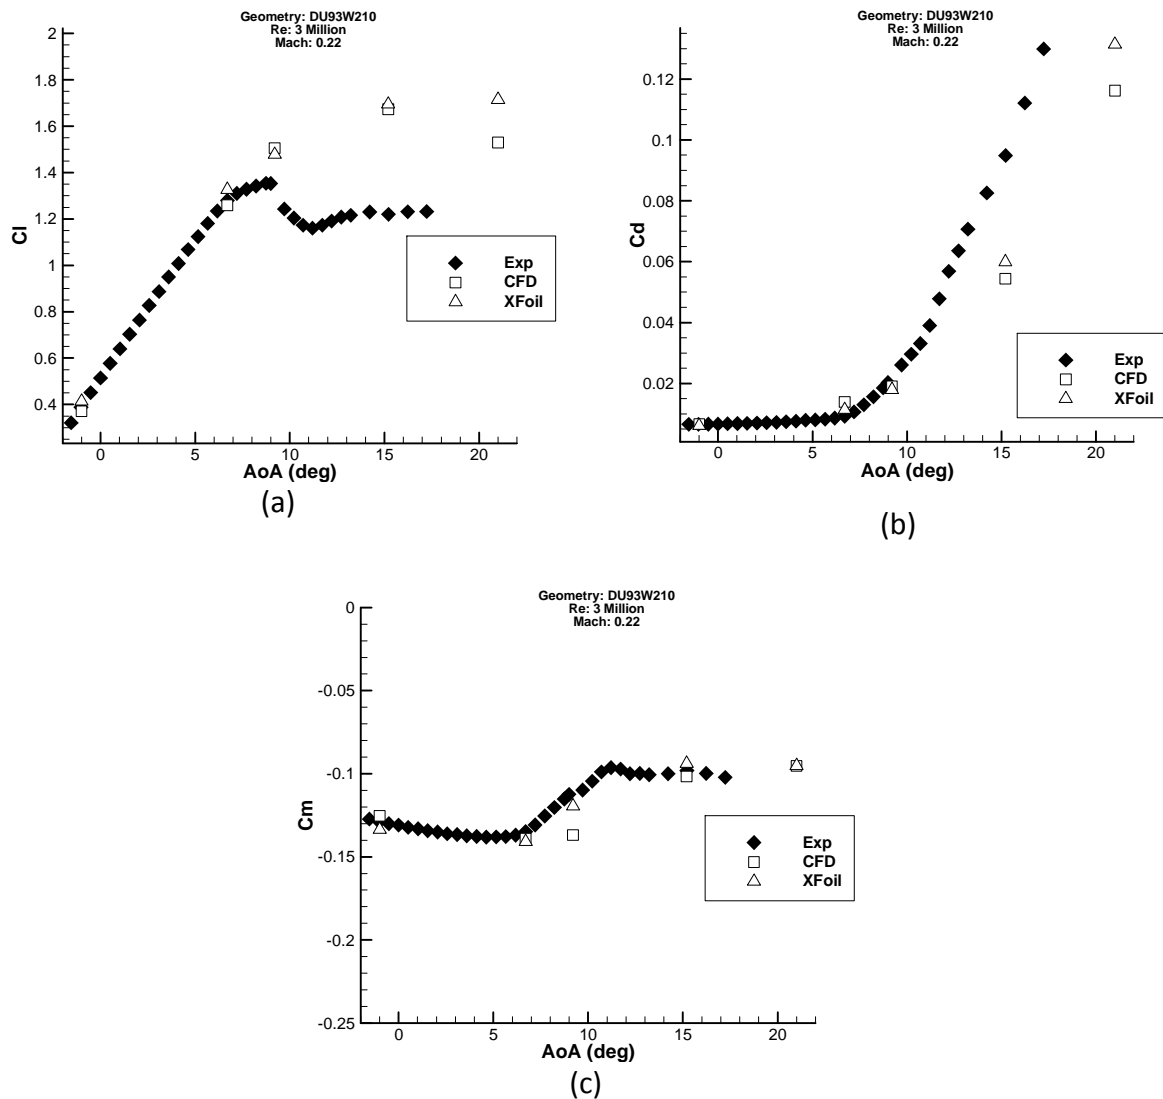 Geometry: DU93W210
Re: 3 Million
Mach: 0.22
2
1.8
1.6
1.4
1.2
1
0.8
0.6
0.4
Cl
0 5 10 15 20
AoA (deg)
Exp
CFD
XFoil
(a)
Geometry: DU93W210
Re: 3 Million
Mach: 0.22
0.12
0.1
0.08
0.06
0.04
0.02
Cd
0 5 10 15 20
AoA (deg)
Exp
CFD
XFoil
(b)
Geometry: DU93W210
Re: 3 Million
Mach: 0.22
0
-0.05
-0.1
-0.15
-0.2
-0.25
Cm
0 5 10 15 20
AoA (deg)
Exp
CFD
XFoil
(c)